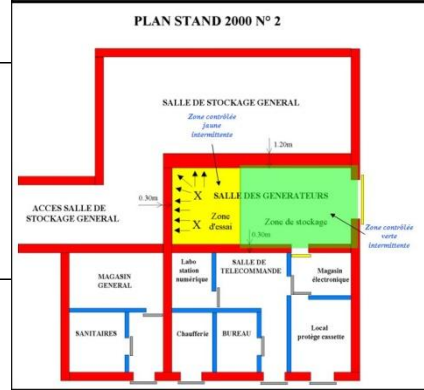 PLAN STAND 2000 N° 2
SALLE DE STOCKAGE GENERAL
Zone contrôlée
jaune
intermittente
1.20m
0.30m
X SALLE DES GENERATEURS
ACCES SALLE DE
STOCKAGE GENERAL
X Zone
d'essai
Zone de stockage
0.30m
Zone contrôlée
verte
intermittente
MAGASIN
GENERAL
Labo
station
numérique
SALLE DE
TELECOMMANDE
Magasin
électronique
SANITAIRES
Chaufferie
BUREAU
Local
protège cassette